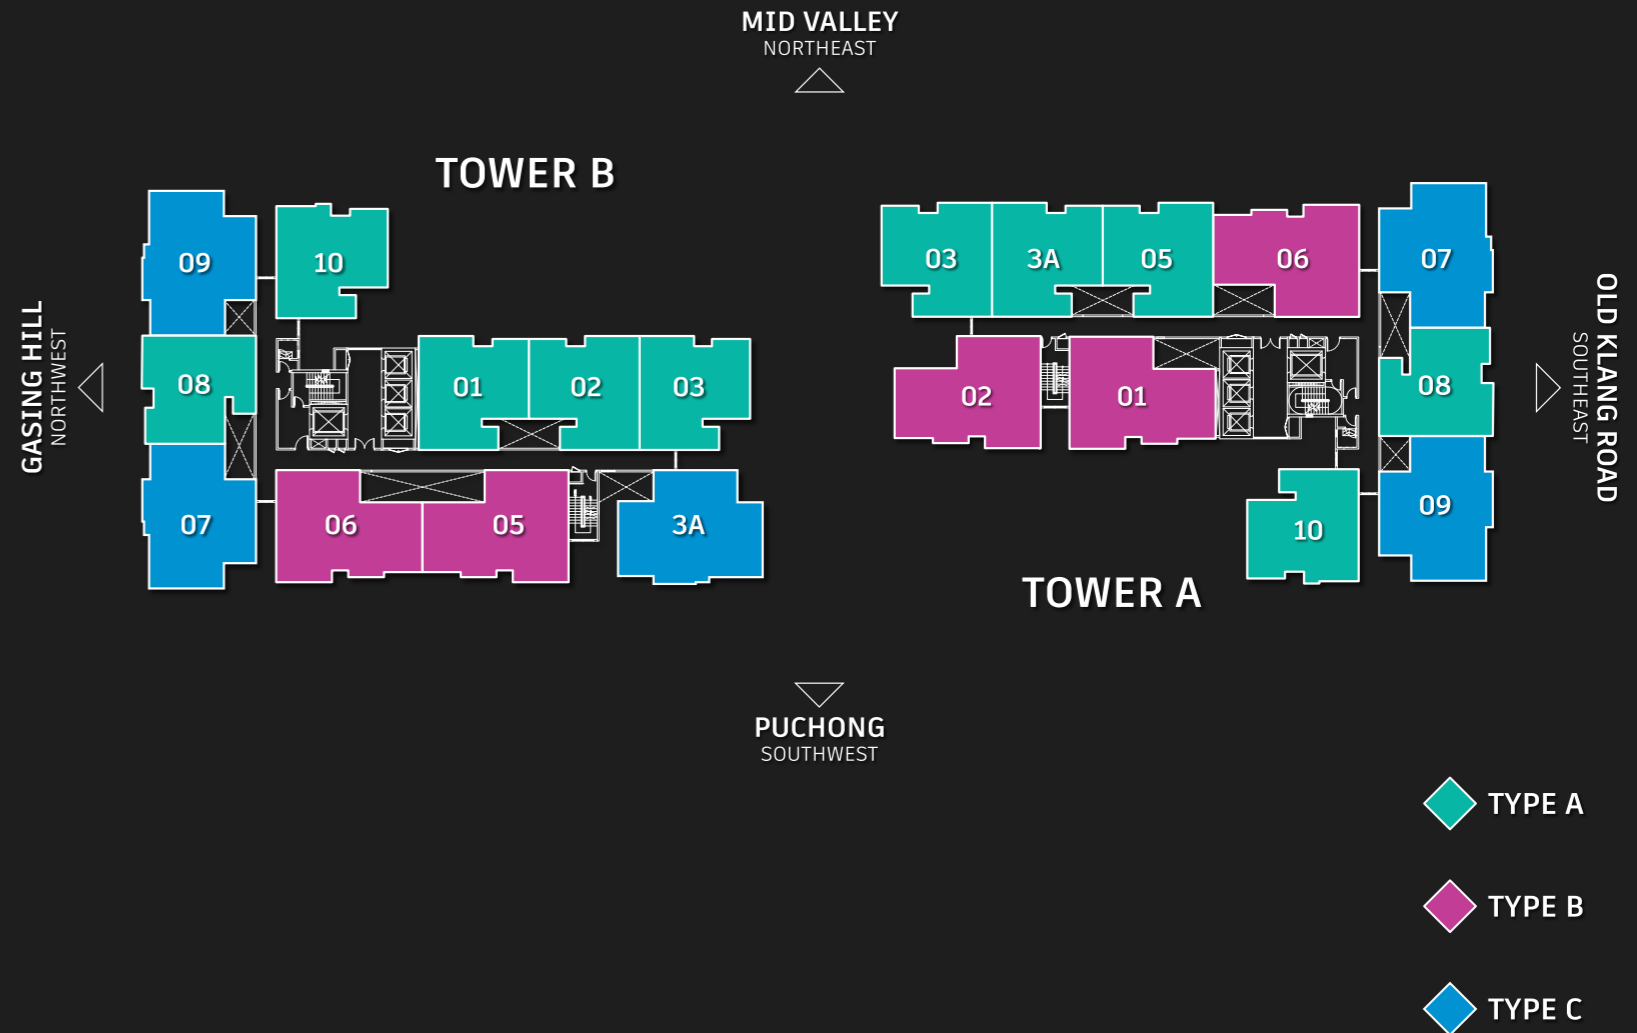 MID VALLEY
NORTHEAST
TOWER B
09
10
08
01
02
03
07
06
05
3A
GASING HILL
NORTHWEST
03
3A
05
06
07
02
01
08
10
09
TOWER A
OLD KLANG ROAD
SOUTHEAST
PUCHONG
SOUTHWEST
TYPE A
TYPE B
TYPE C